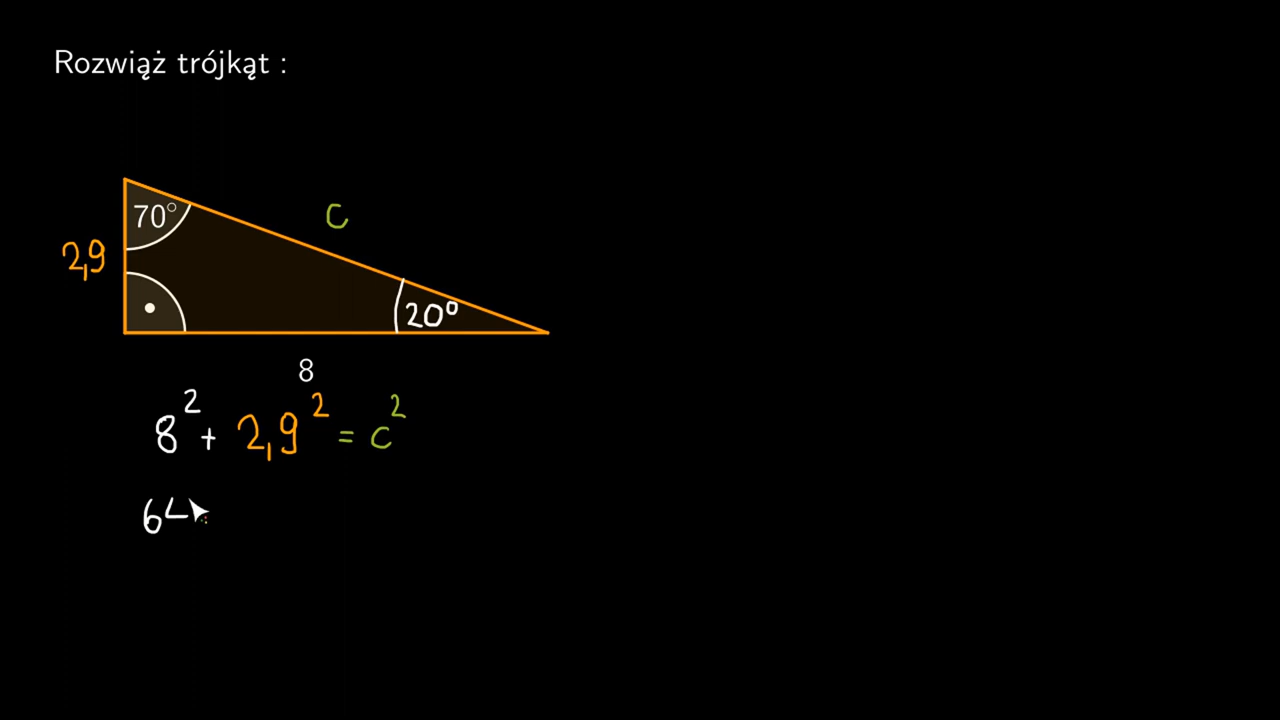 Rozwiąż trójkąt :
70°
c
2,9
20°
8
8² + 2,9² = c²
64